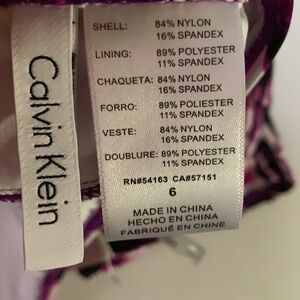 Calvin Klein
SHELL: 84% NYLON
16% SPANDEX
LINING: 89% POLYESTER
11% SPANDEX
CHAQUETA: 84% NYLON
16% SPANDEX
FORRO: 89% POLIESTER
11% SPANDEX
VESTE: 84% NYLON
16% SPANDEX
DOUBLURE: 89% POLYESTER
11% SPANDEX
RN#54163 CA#57151
6
MADE IN CHINA
HECHO EN CHINA
FABRIQUÉ EN CHINE